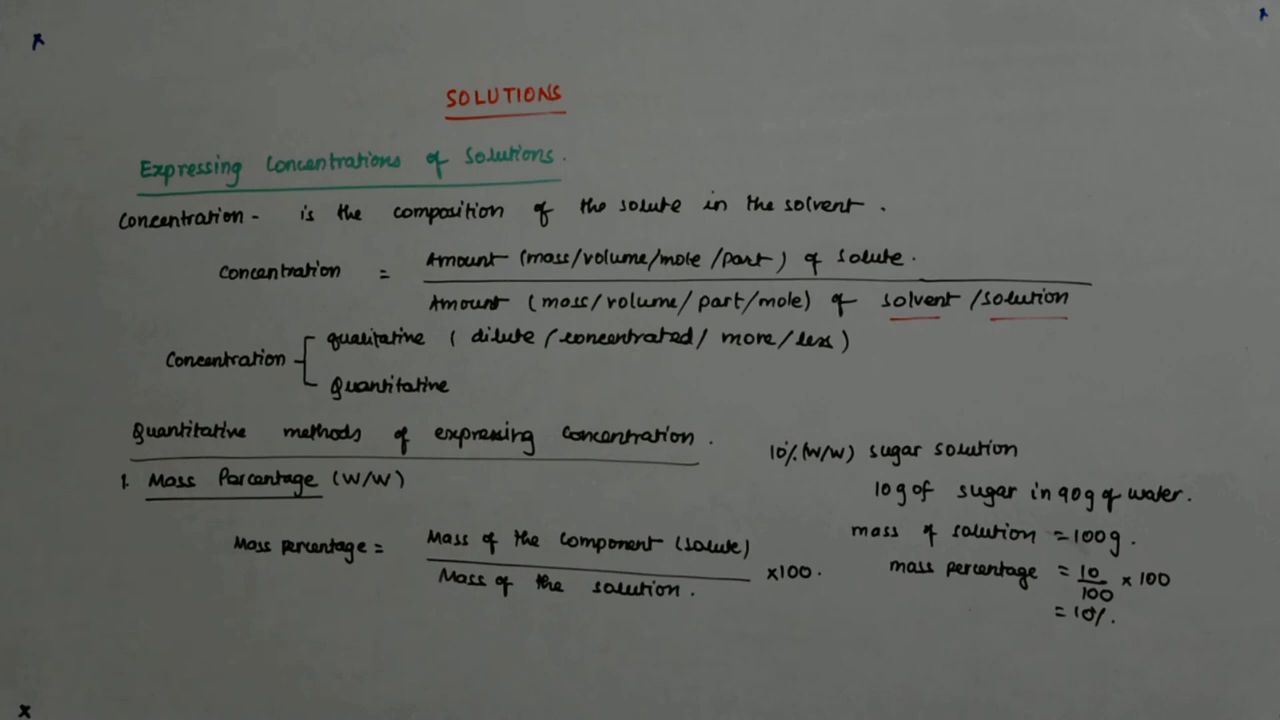 SOLUTIONS
Expressing Concentrations of Solutions.
Concentration - is the composition of the solute in the solvent.
Concentration = Amount (mass/volume/mole/part) of solute.
Amount (mass/volume/part/mole) of solvent/solution
Concentration
qualitative (dilute/concentrated/more/less)
Quantitative
Quantitative methods of expressing Concentration.
1. Mass Percentage (W/W)
Mass percentage = Mass of the component (solute)
Mass of the solution.
×100.
10% (W/W) sugar solution
10g of sugar in 90g of water.
mass of solution = 100g.
mass percentage = 10/100 × 100
= 10%.